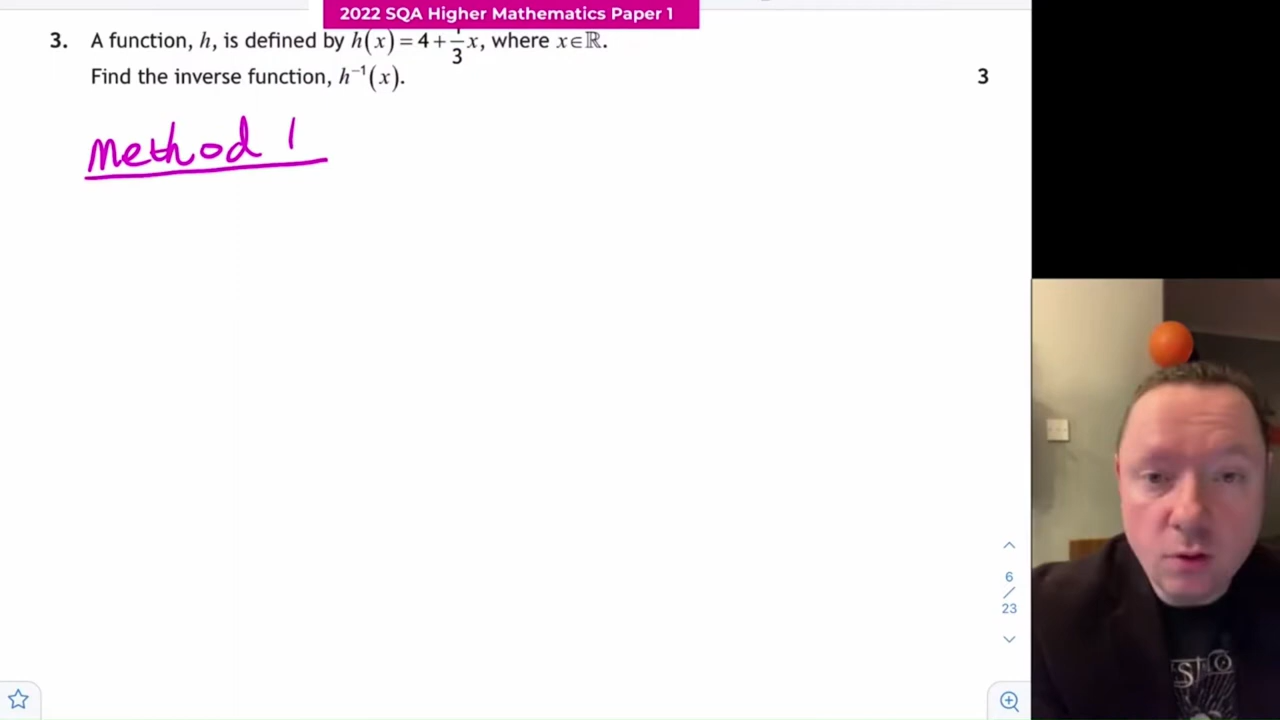 2022 SQA Higher Mathematics Paper 1
3. A function, h, is defined by h(x) = 4 + 1/3 x, where x∈ℝ.
Find the inverse function, h⁻¹(x). 3
Method 1
6
/
23